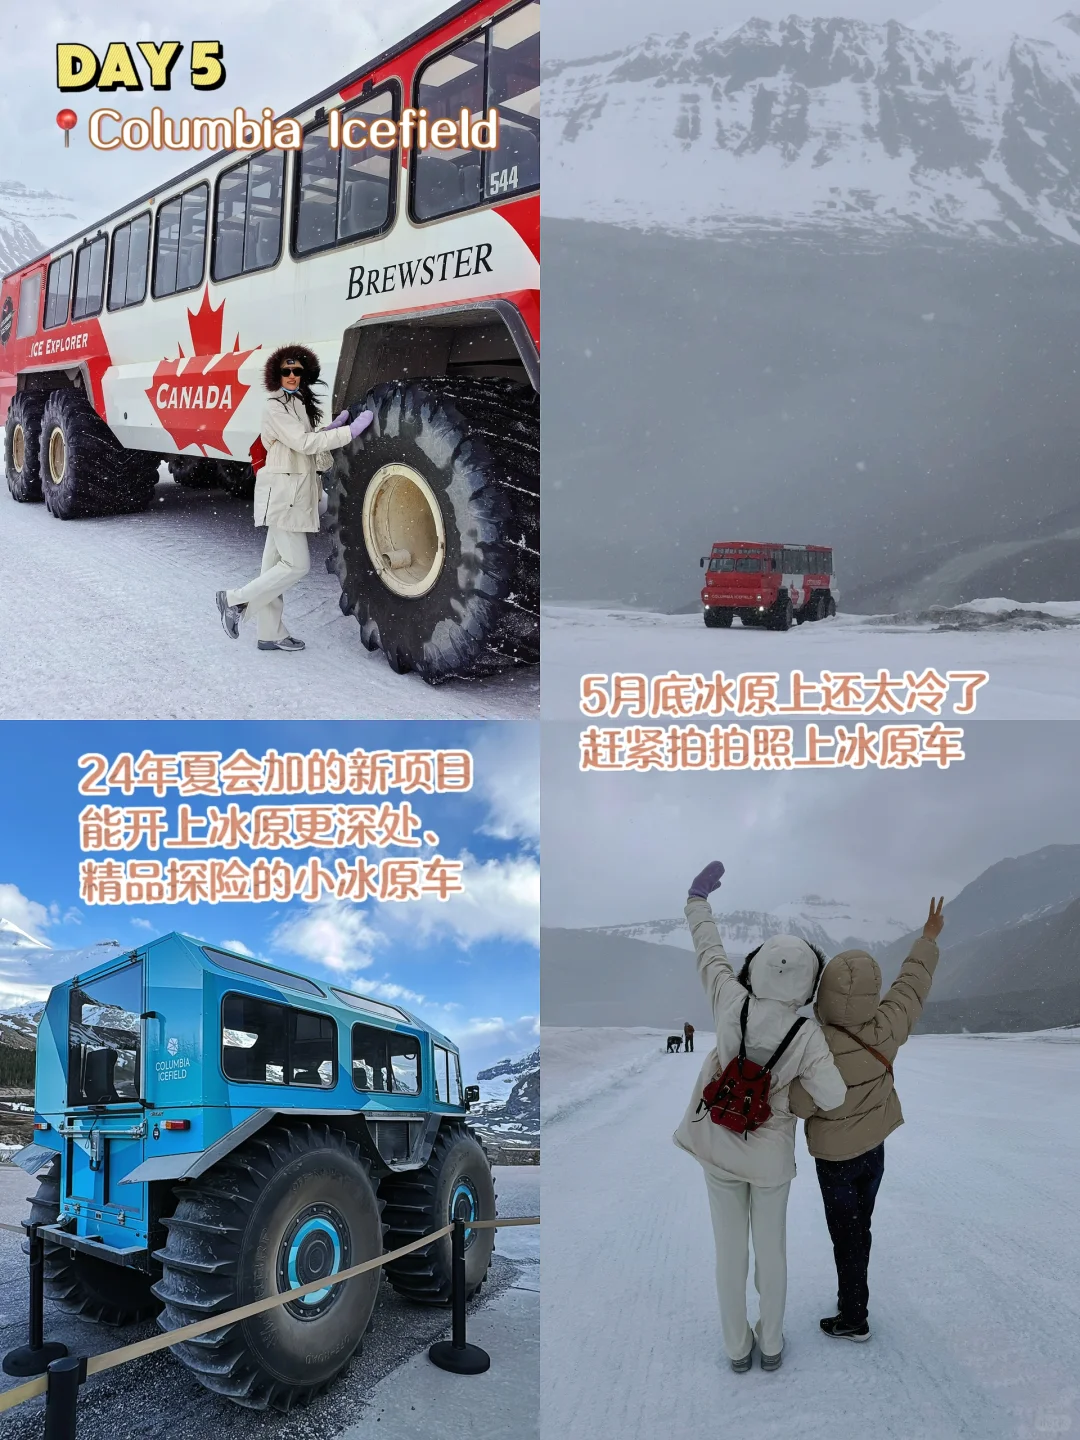 DAY 5
📍Columbia Icefield
544
BREWSTER
ICE EXPLORER
CANADA
COLUMBIA ICEFIELD
5月底冰原上还太冷了
赶紧拍拍照上冰原车
24年夏会加的新项目
能开上冰原更深处、
精品探险的小冰原车
COLUMBIA
ICEFIELD